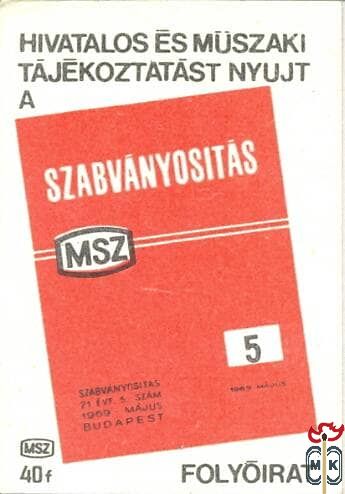 HIVATALOS ÉS MŰSZAKI
TÁJÉKOZTATÁST NYUJT
A
SZABVÁNYOSITÁS
MSZ
5
SZABVÁNYOSITÁS
21 ÉVF. 5. SZÁM
1969 MÁJUS
BUDAPEST
1969 MÁJUS
MSZ
40 f
FOLYÓIRAT
M K